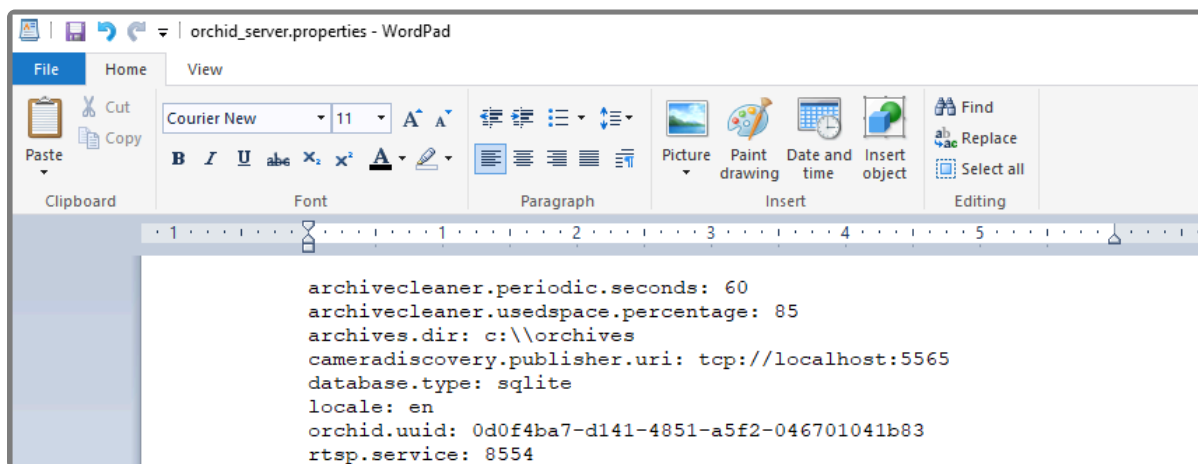 orchid_server.properties - WordPad
File Home View
Cut
Copy
Paste
Courier New 11
Picture
Paint drawing
Date and time
Insert object
Find
Replace
Select all
Clipboard Font Paragraph Insert Editing
1 1 2 3 4 5
archivecleaner.periodic.seconds: 60
archivecleaner.usedspace.percentage: 85
archives.dir: c:\\orchives
cameradiscovery.publisher.uri: tcp://localhost:5565
database.type: sqlite
locale: en
orchid.uuid: 0d0f4ba7-d141-4851-a5f2-046701041b83
rtsp.service: 8554